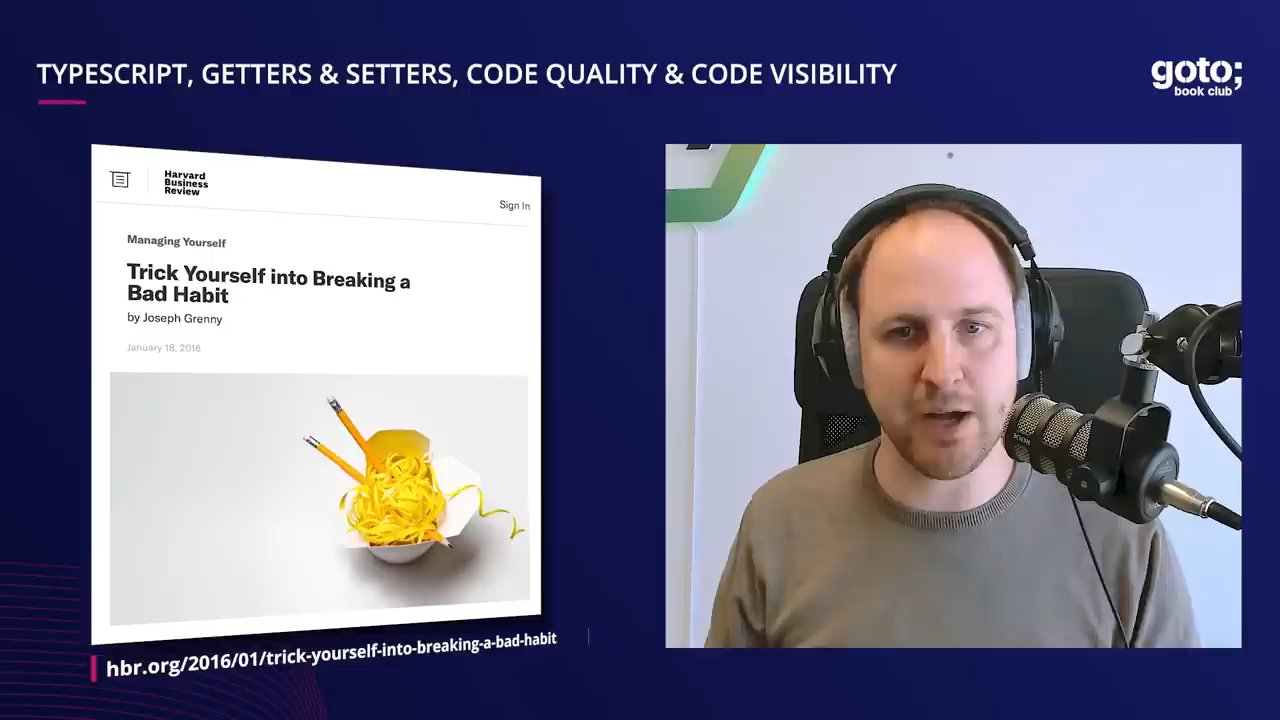 TYPESCRIPT, GETTERS & SETTERS, CODE QUALITY & CODE VISIBILITY
goto;
book club
Harvard
Business
Review
Sign In
Managing Yourself
Trick Yourself into Breaking a
Bad Habit
by Joseph Grenny
January 18, 2016
hbr.org/2016/01/trick-yourself-into-breaking-a-bad-habit
RODE